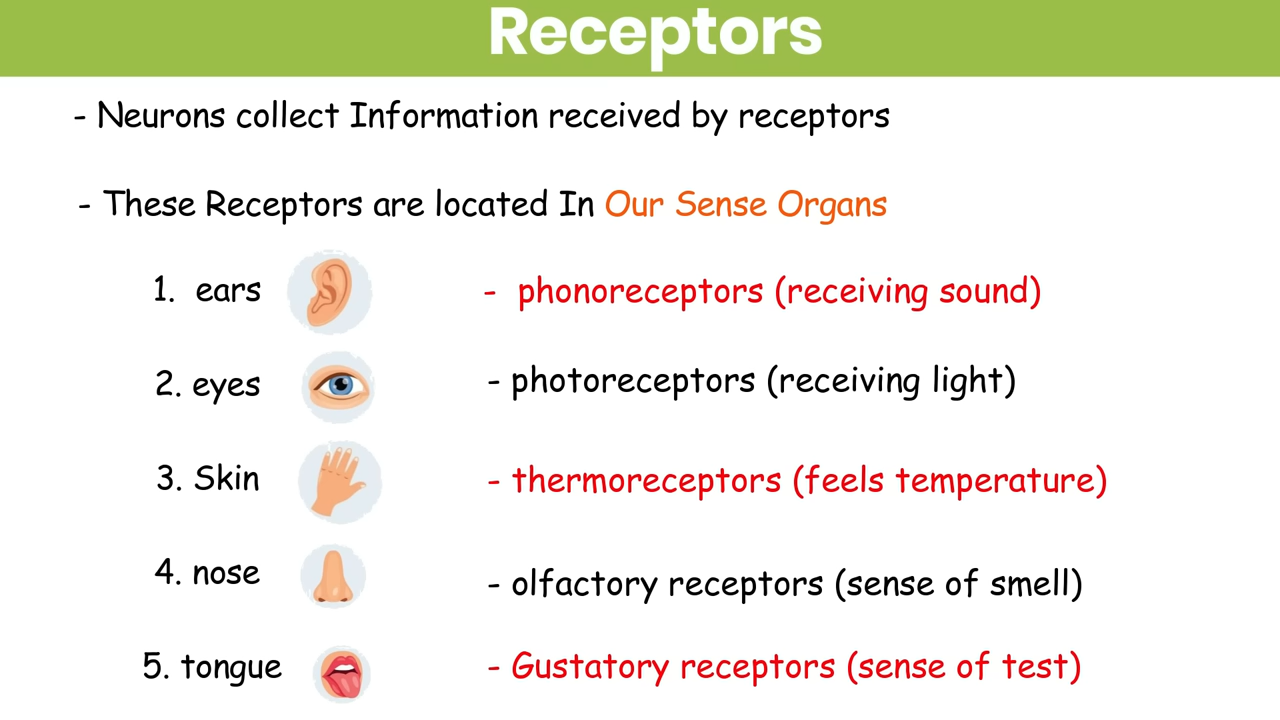 Receptors
- Neurons collect Information received by receptors
- These Receptors are located In Our Sense Organs
1. ears - phonoreceptors (receiving sound)
2. eyes - photoreceptors (receiving light)
3. Skin - thermoreceptors (feels temperature)
4. nose - olfactory receptors (sense of smell)
5. tongue - Gustatory receptors (sense of test)